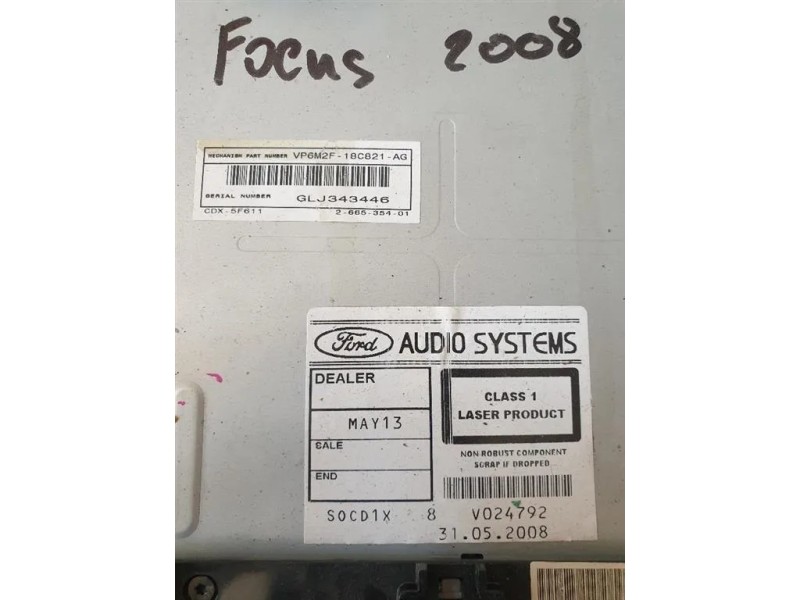 Focus 2008
MECHANISM PART NUMBER VP6M2F-18C821-AG
SERIAL NUMBER GLJ343446
CDX-5F611 2-665-354-01
Ford AUDIO SYSTEMS
DEALER
CLASS 1
LASER PRODUCT
MAY13
SALE
NON-ROBUST COMPONENT
SCRAP IF DROPPED
END
SOCD1X 8 V024792
31.05.2008